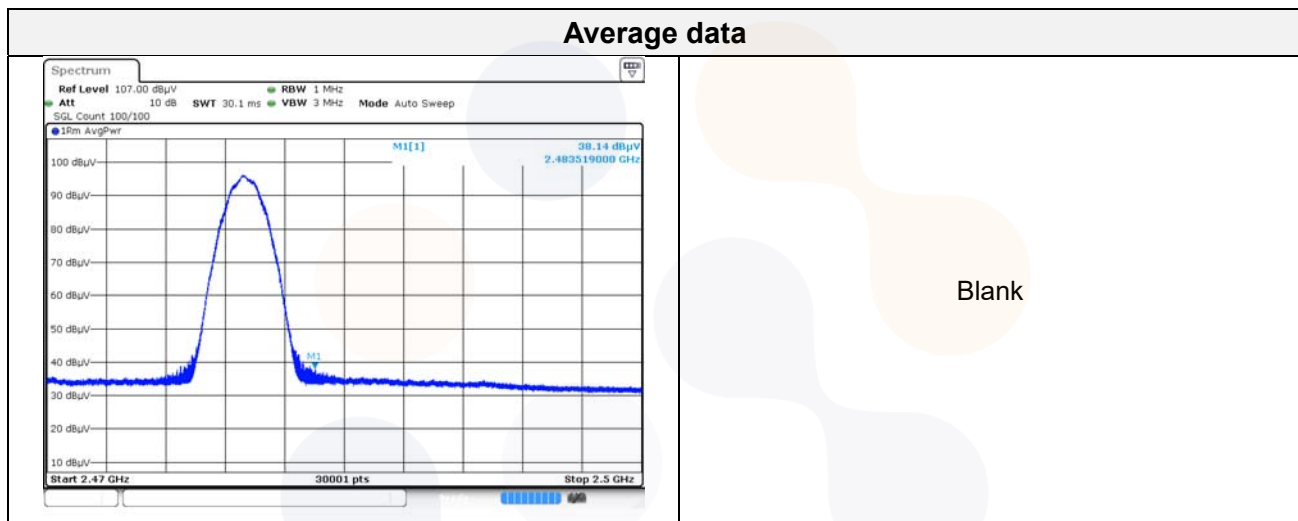 Average data
Spectrum
Ref Level 107.00 dBµV RBW 1 MHz
Att 10 dB SWT 30.1 ms VBW 3 MHz Mode Auto Sweep
SGL Count 100/100
1Rm AvgPwr
M1[1] 38.14 dBµV
2.483519000 GHz
100 dBµV
90 dBµV
80 dBµV
70 dBµV
60 dBµV
50 dBµV
M1
40 dBµV
30 dBµV
20 dBµV
10 dBµV
Start 2.47 GHz 30001 pts Stop 2.5 GHz
Blank